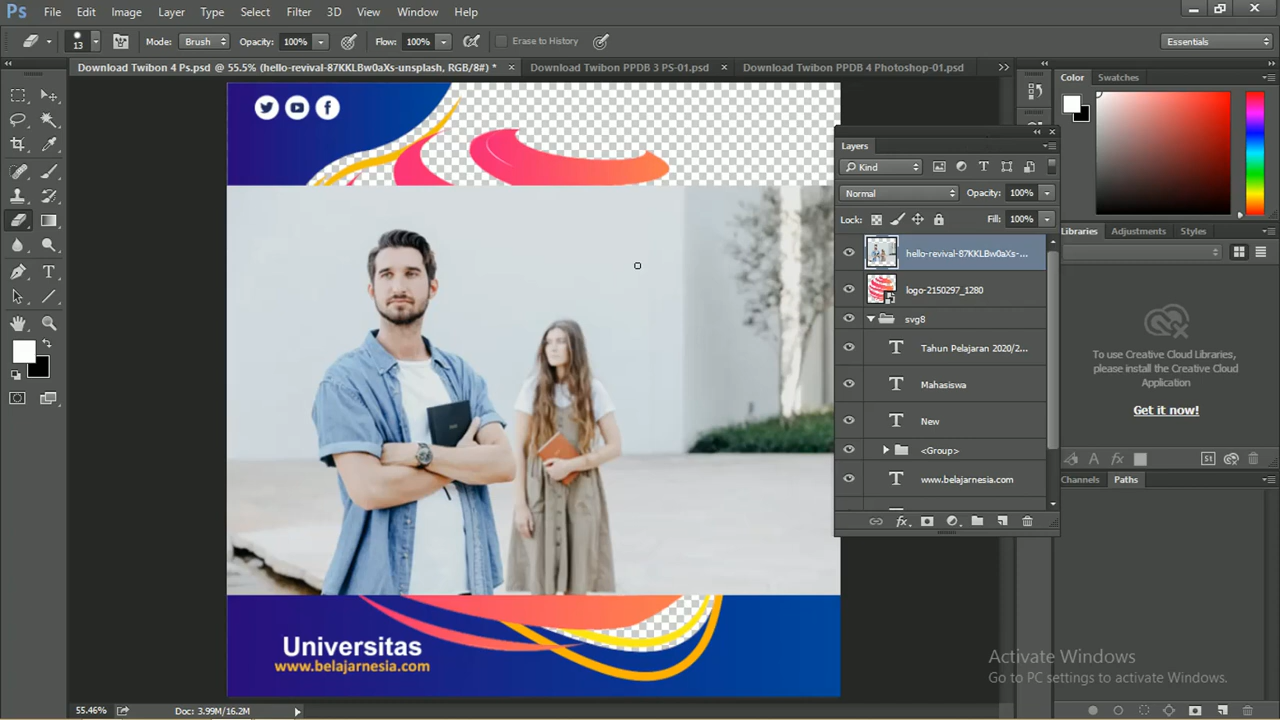 Ps File Edit Image Layer Type Select Filter 3D View Window Help
13 Mode: Brush Opacity: 100% Flow: 100% Erase to History Essentials
Download Twibon 4 Ps.psd @ 55.5% (hello-revival-87KKLBw0aXs-unsplash, RGB/8#) * × Download Twibon PPDB 3 PS-01.psd × Download Twibon PPDB 4 Photoshop-01.psd
Color Swatches
Layers
Kind
Normal Opacity: 100%
Lock: Fill: 100%
Libraries Adjustments Styles
hello-revival-87KKLBw0aXs-...
logo-2150297_1280
svg8
Tahun Pelajaran 2020/2...
Mahasiswa
New
<Group>
www.belajarnesia.com
To use Creative Cloud Libraries,
please install the Creative Cloud
Application
Get it now!
St
Channels Paths
Universitas
www.belajarnesia.com
Activate Windows
Go to PC settings to activate Windows.
55.46% Doc: 3.99M/16.2M